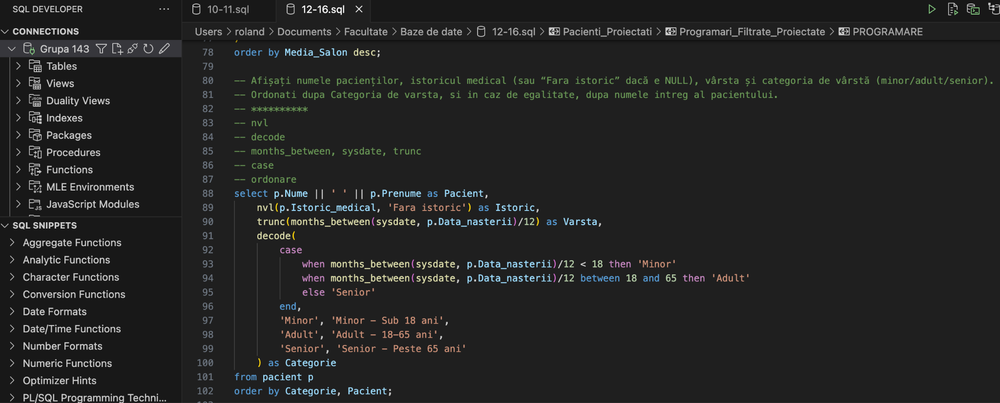 SQL DEVELOPER
CONNECTIONS
Grupa 143
Tables
Views
Duality Views
Indexes
Packages
Procedures
Functions
MLE Environments
JavaScript Modules
SQL SNIPPETS
Aggregate Functions
Analytic Functions
Character Functions
Conversion Functions
Date Formats
Date/Time Functions
Number Formats
Numeric Functions
Optimizer Hints
PL/SQL Programming Techni...
10-11.sql
12-16.sql
Users > roland > Documents > Facultate > Baze de date > 12-16.sql > Pacienti_Proiectati > Programari_Filtrate_Proiectate > PROGRAMARE
78 order by Media_Salon desc;
79
80 -- Afișați numele pacienților, istoricul medical (sau “Fara istoric” dacă e NULL), vârsta și categoria de vârstă (minor/adult/senior).
81 -- Ordonati dupa Categoria de varsta, si in caz de egalitate, dupa numele intreg al pacientului.
82 -- **********
83 -- nvl
84 -- decode
85 -- months_between, sysdate, trunc
86 -- case
87 -- ordonare
88 select p.Nume || ' ' || p.Prenume as Pacient,
89 nvl(p.Istoric_medical, 'Fara istoric') as Istoric,
90 trunc(months_between(sysdate, p.Data_nasterii)/12) as Varsta,
91 decode(
92 case
93 when months_between(sysdate, p.Data_nasterii)/12 < 18 then 'Minor'
94 when months_between(sysdate, p.Data_nasterii)/12 between 18 and 65 then 'Adult'
95 else 'Senior'
96 end,
97 'Minor', 'Minor - Sub 18 ani',
98 'Adult', 'Adult - 18-65 ani',
99 'Senior', 'Senior - Peste 65 ani'
100 ) as Categorie
101 from pacient p
102 order by Categorie, Pacient;